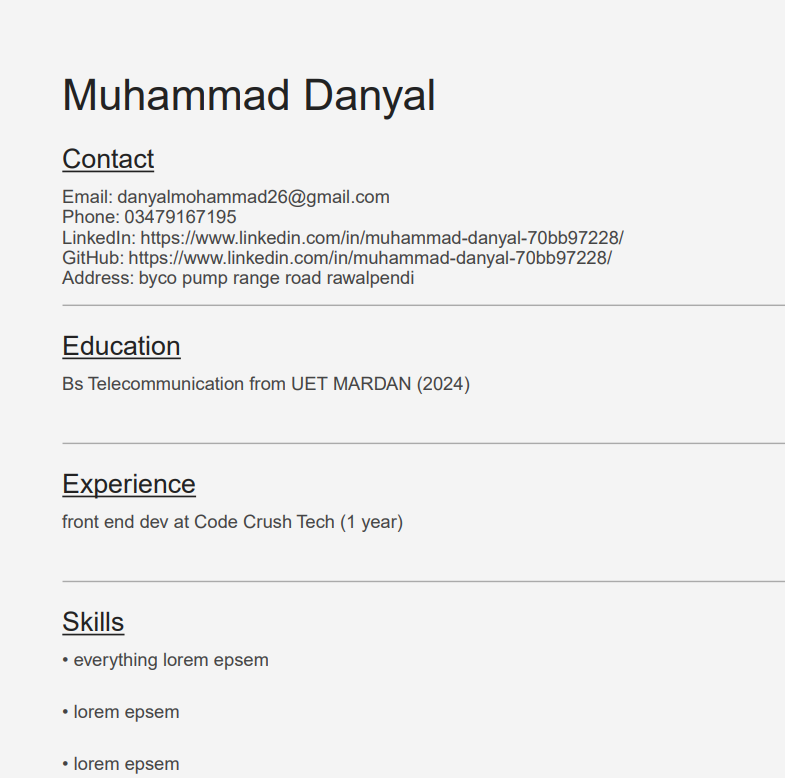 Muhammad Danyal
Contact
Email: danyalmohammad26@gmail.com
Phone: 03479167195
LinkedIn: https://www.linkedin.com/in/muhammad-danyal-70bb97228/
GitHub: https://www.linkedin.com/in/muhammad-danyal-70bb97228/
Address: byco pump range road rawalpendi
Education
Bs Telecommunication from UET MARDAN (2024)
Experience
front end dev at Code Crush Tech (1 year)
Skills
• everything lorem epsem
• lorem epsem
• lorem epsem